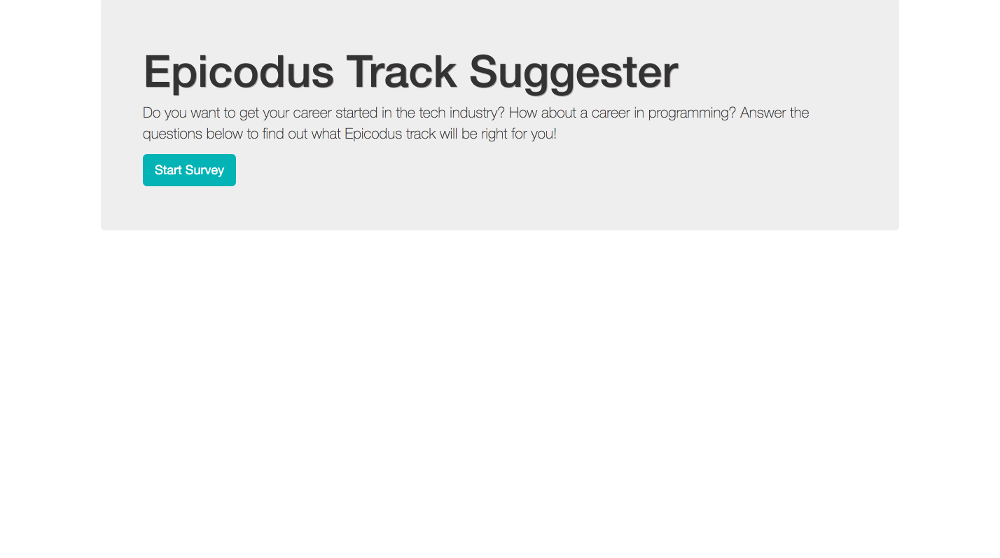 Epicodus Track Suggester
Do you want to get your career started in the tech industry? How about a career in programming? Answer the
questions below to find out what Epicodus track will be right for you!
Start Survey